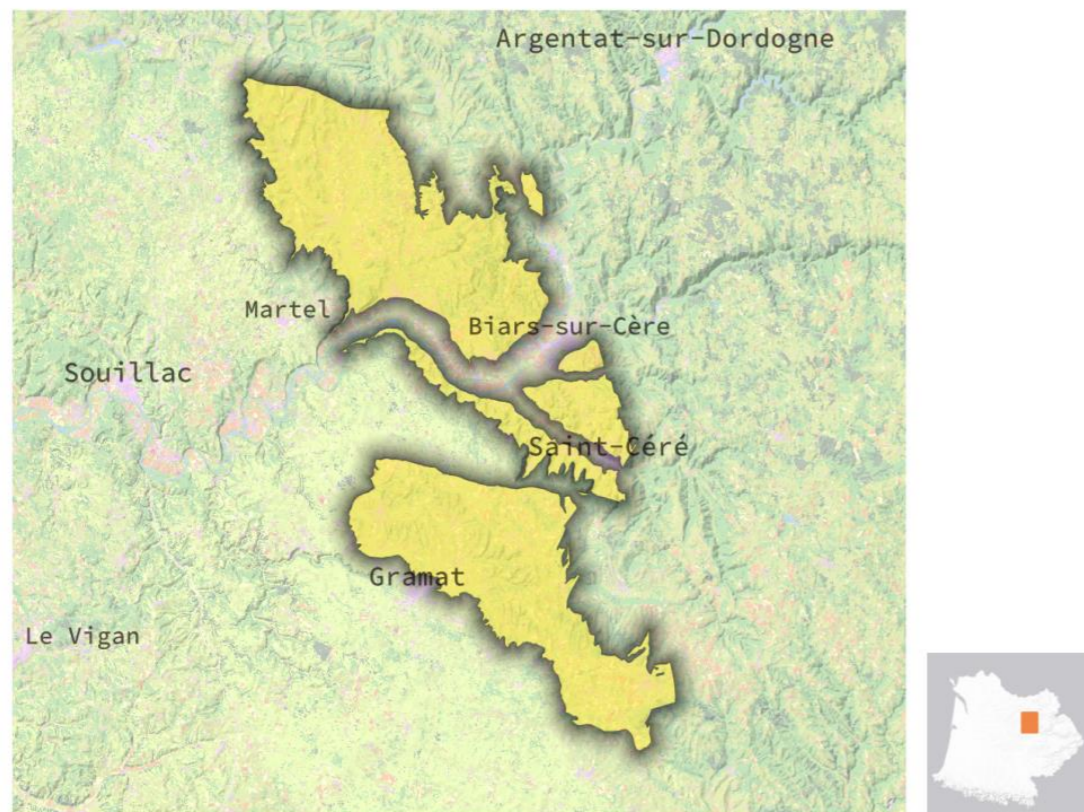 Argentat-sur-Dordogne
Martel
Biars-sur-Cère
Souillac
Saint-Céré
Gramat
Le Vigan